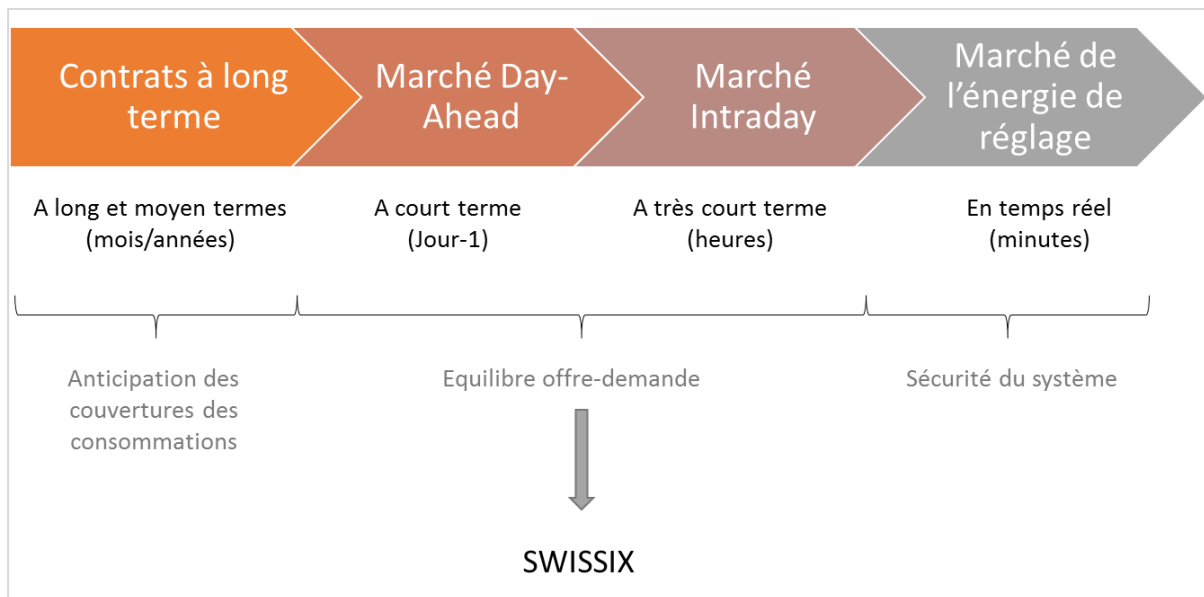 Contrats à long
terme
Marché Day-
Ahead
Marché
Intraday
Marché de
l'énergie de
réglage
A long et moyen termes
(mois/années)
A court terme
(Jour-1)
A très court terme
(heures)
En temps réel
(minutes)
Anticipation des
couvertures des
consommations
Equilibre offre-demande
Sécurité du système
SWISSIX